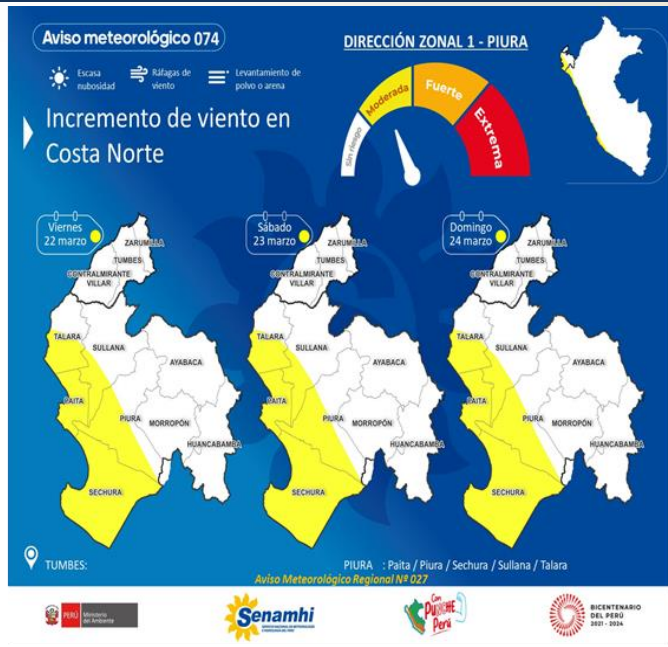 Aviso meteorológico 074
DIRECCIÓN ZONAL 1 - PIURA
Escasa
nubosidad
Ráfagas de
viento
Levantamiento de
polvo o arena
Incremento de viento en
Costa Norte
Sin riesgo
Moderada
Fuerte
Extrema
Viernes
22 marzo
ZARUMILLA
TUMBES
CONTRALMIRANTE
VILLAR
TALARA
SULLANA
AYABACA
PAITA
PIURA
MORROPÓN
HUANCABAMBA
SECHURA
Sábado
23 marzo
ZARUMILLA
TUMBES
CONTRALMIRANTE
VILLAR
TALARA
SULLANA
AYABACA
PAITA
PIURA
MORROPÓN
HUANCABAMBA
SECHURA
Domingo
24 marzo
ZARUMILLA
TUMBES
CONTRALMIRANTE
VILLAR
TALARA
SULLANA
AYABACA
PAITA
PIURA
MORROPÓN
HUANCABAMBA
SECHURA
TUMBES:
PIURA : Paita / Piura / Sechura / Sullana / Talara
Aviso Meteorológico Regional Nº 027
PERÚ
Ministerio
del Ambiente
Senamhi
Con
PUNCHE
Perú
BICENTENARIO
DEL PERÚ
2021 - 2024